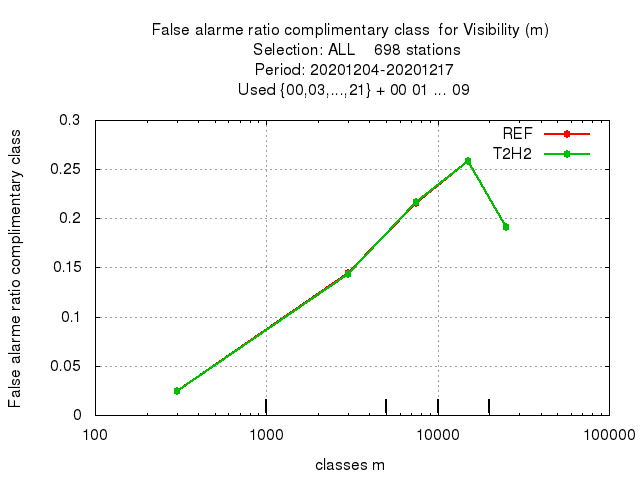 False alarme ratio complimentary class for Visibility (m)
Selection: ALL 698 stations
Period: 20201204-20201217
Used {00,03,...,21} + 00 01 ... 09
False alarme ratio complimentary class
0.3
0.25
0.2
0.15
0.1
0.05
0
REF
T2H2
100
1000
10000
100000
classes m